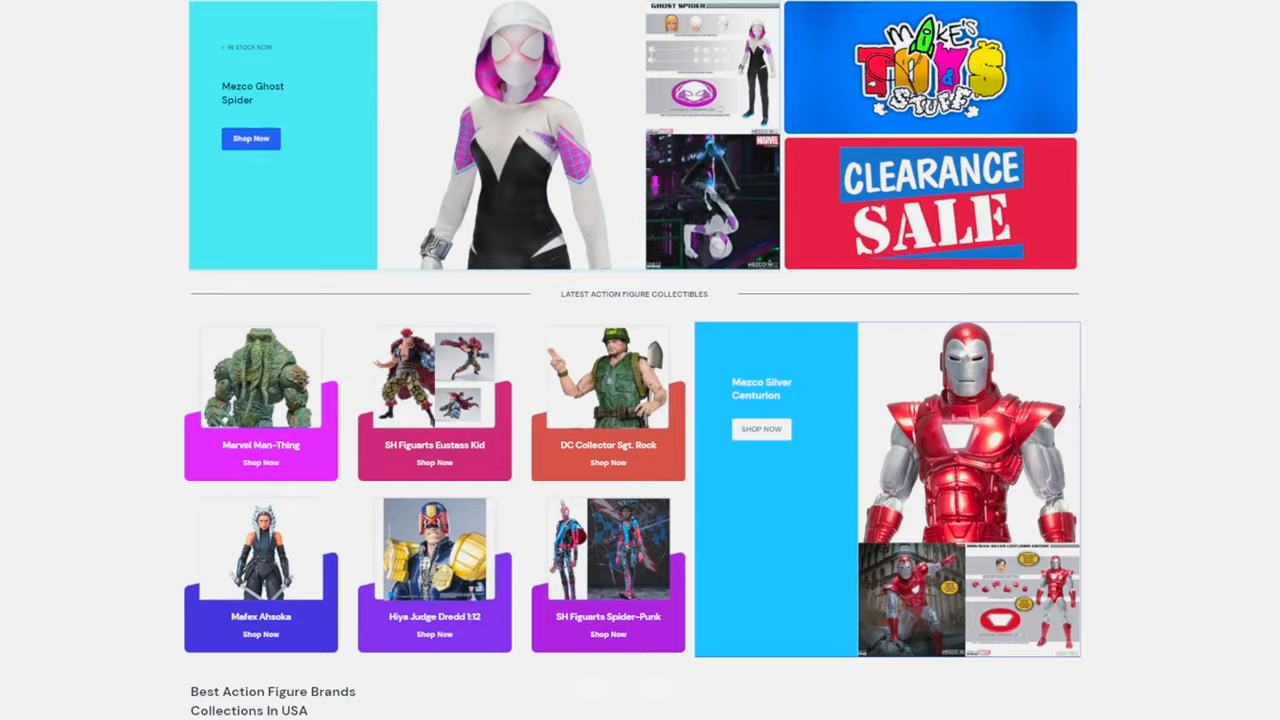 IN STOCK NOW
Mezco Ghost
Spider
Shop Now
GHOST SPIDER
MARVEL
MEZCO
MARVEL
MEZCO
MIKE'S
TOYS
&
STUFF
CLEARANCE
SALE
LATEST ACTION FIGURE COLLECTIBLES
Marvel Man-Thing
Shop Now
SH Figuarts Eustass Kid
Shop Now
DC Collector Sgt. Rock
Shop Now
Mezco Silver
Centurion
SHOP NOW
Mafex Ahsoka
Shop Now
Hiya Judge Dredd 1:12
Shop Now
SH Figuarts Spider-Punk
Shop Now
Best Action Figure Brands
Collections In USA